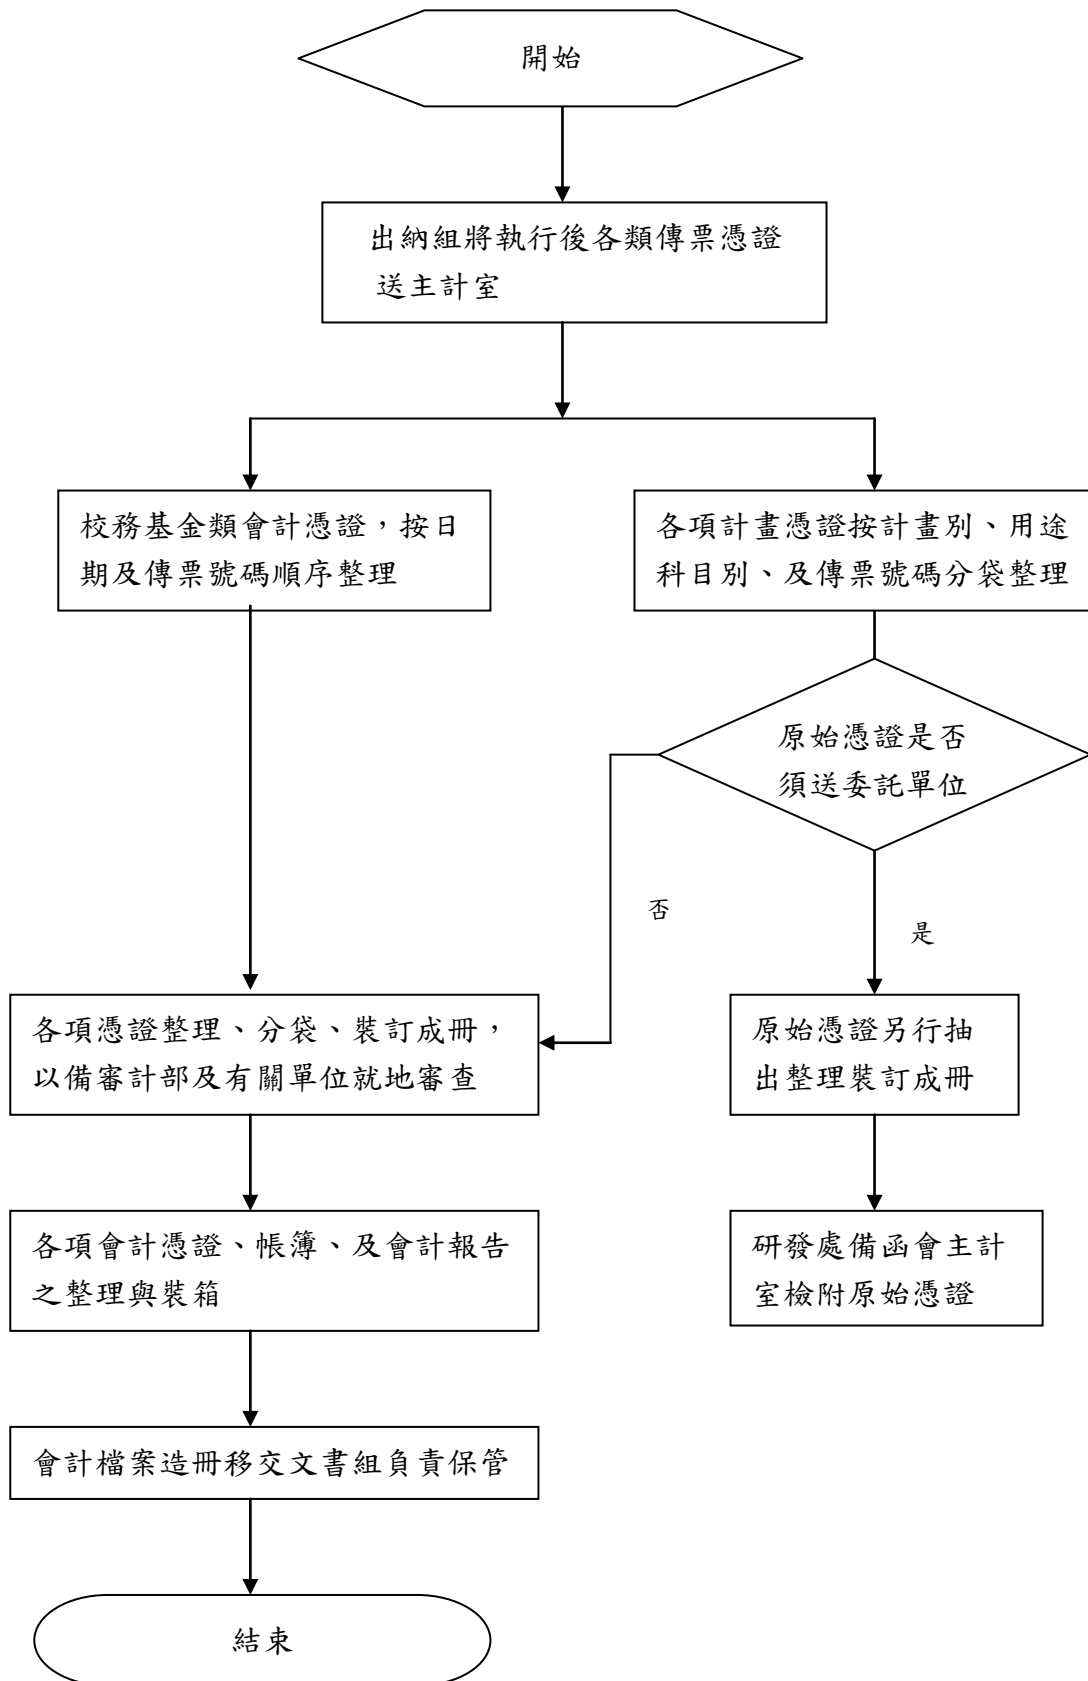 開始
出納組將執行後各類傳票憑證
送主計室
校務基金類會計憑證，按日
期及傳票號碼順序整理
各項計畫憑證按計畫別、用途
科目別、及傳票號碼分袋整理
原始憑證是否
須送委託單位
否
是
各項憑證整理、分袋、裝訂成冊，
以備審計部及有關單位就地審查
原始憑證另行抽
出整理裝訂成冊
各項會計憑證、帳簿、及會計報告
之整理與裝箱
研發處備函會主計
室檢附原始憑證
會計檔案造冊移交文書組負責保管
結束